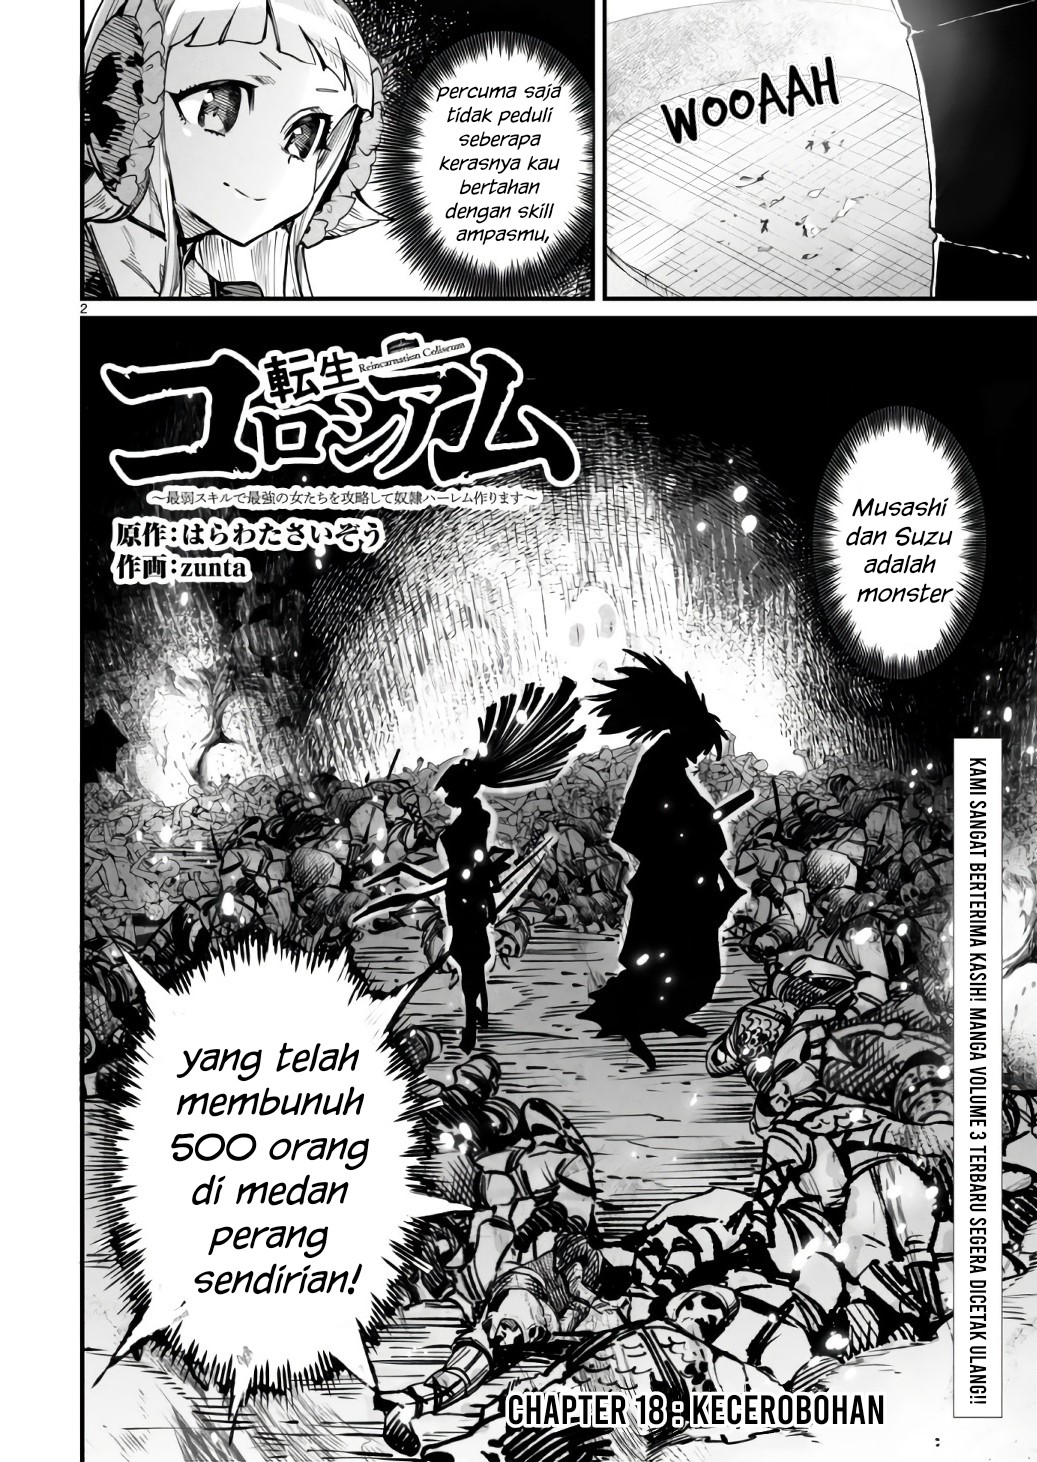 percuma saja
tidak peduli
seberapa
kerasnya kau
bertahan
dengan skill
ampasmu,
WOOAAH
2
転生
Reincarnation Coliseum
コロシアム
～最弱スキルで最強の女たちを攻略して奴隷ハーレム作ります～
原作:はらわたさいぞう
作画:zunta
Musashi
dan Suzu
adalah
monster
KAMI SANGAT BERTERIMA KASIH! MANGA VOLUME 3 TERBARU SEGERA DICETAK ULANG!!
yang telah
membunuh
500 orang
di medan
perang
sendirian!
CHAPTER 18 : KECEROBOHAN